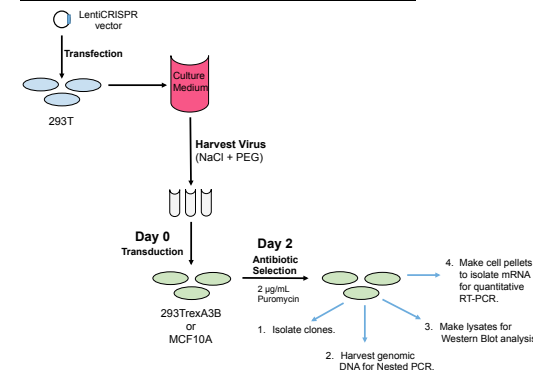 LentiCRISPR
vector
Transfection
293T
Culture
Medium
Harvest Virus
(NaCl + PEG)
Day 0
Transduction
293TrexA3B
or
MCF10A
Day 2
Antibiotic
Selection
2 µg/mL
Puromycin
1. Isolate clones.
2. Harvest genomic
DNA for Nested PCR.
3. Make lysates for
Western Blot analysis
4. Make cell pellets
to isolate mRNA
for quantitative
RT-PCR.